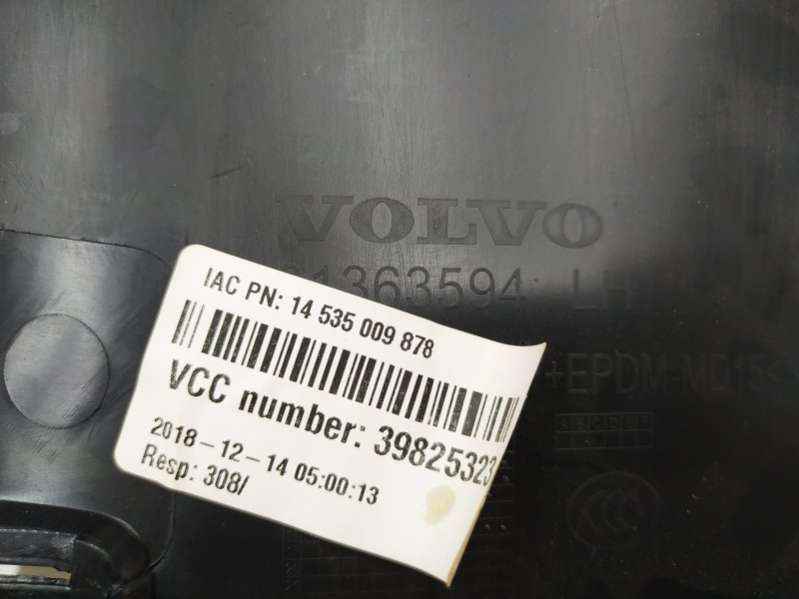 VOLVO
31363594 LH
IAC PN: 14 535 009 878
+EPDM-MD15<
VCC number: 39825323
2018-12-14 05:00:13
Resp: 308/